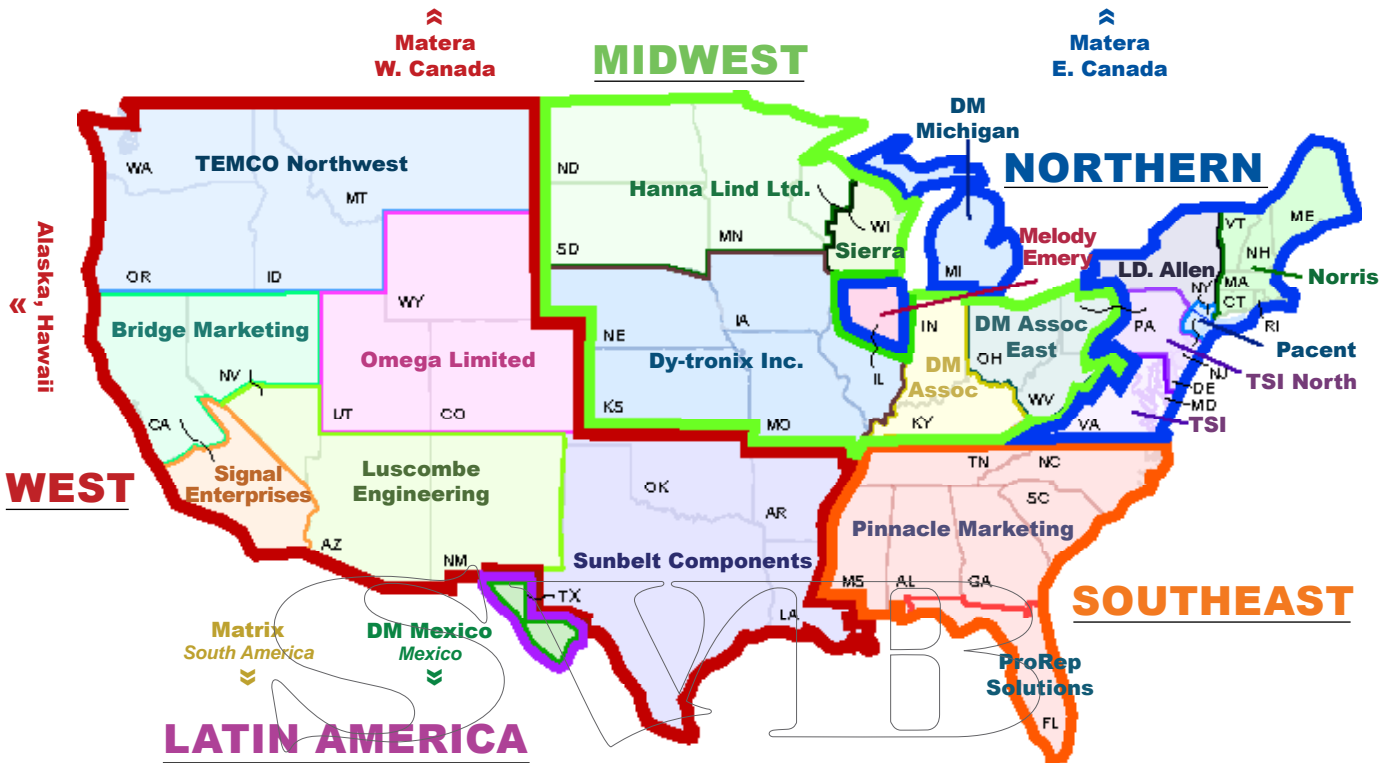 Matera
W. Canada
MIDWEST
Matera
E. Canada
DM
Michigan
NORTHERN
WA
TEMCO Northwest
MT
OR
ID
ND
Hanna Lind Ltd.
SD
MN
WI
Sierra
MI
Melody
Emery
LD. Allen
NY
VT
ME
NH
MA
CT
RI
Norris
Pacent
PA
NJ
TSI North
DE
MD
TSI
VA
Alaska, Hawaii
Bridge Marketing
NV
CA
WY
Omega Limited
UT
CO
NE
IA
Dy-tronix Inc.
KS
MO
IL
IN
DM
Assoc
KY
DM Assoc
East
OH
WV
WEST
Signal
Enterprises
Luscombe
Engineering
AZ
NM
OK
AR
Sunbelt Components
TX
LA
TN
NC
SC
Pinnacle Marketing
MS
AL
GA
SOUTHEAST
ProRep
Solutions
FL
Matrix
South America
DM Mexico
Mexico
LATIN AMERICA
SVTB